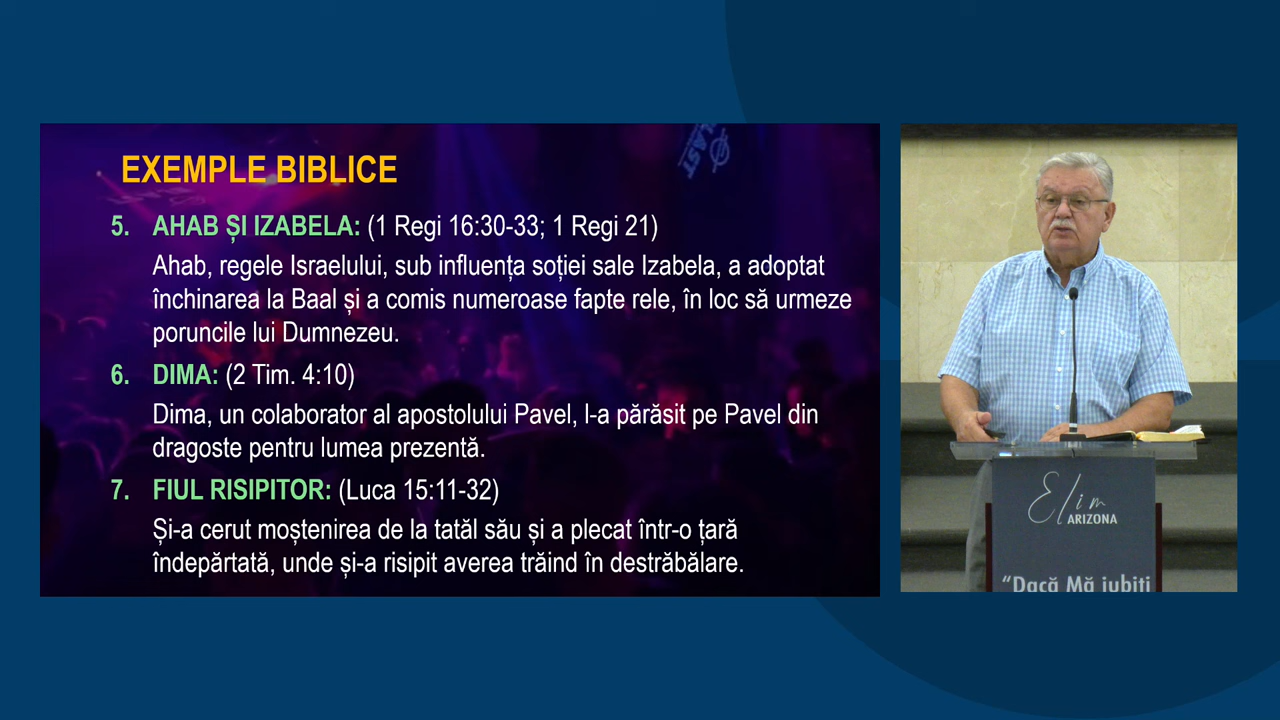 EXEMPLE BIBLICE
5. AHAB ȘI IZABELA: (1 Regi 16:30-33; 1 Regi 21)
Ahab, regele Israelului, sub influența soției sale Izabela, a adoptat
închinarea la Baal și a comis numeroase fapte rele, în loc să urmeze
poruncile lui Dumnezeu.
6. DIMA: (2 Tim. 4:10)
Dima, un colaborator al apostolului Pavel, l-a părăsit pe Pavel din
dragoste pentru lumea prezentă.
7. FIUL RISIPITOR: (Luca 15:11-32)
Și-a cerut moștenirea de la tatăl său și a plecat într-o țară
îndepărtată, unde și-a risipit averea trăind în destrăbălare.
Elim
ARIZONA
“Dacă Mă iubiți